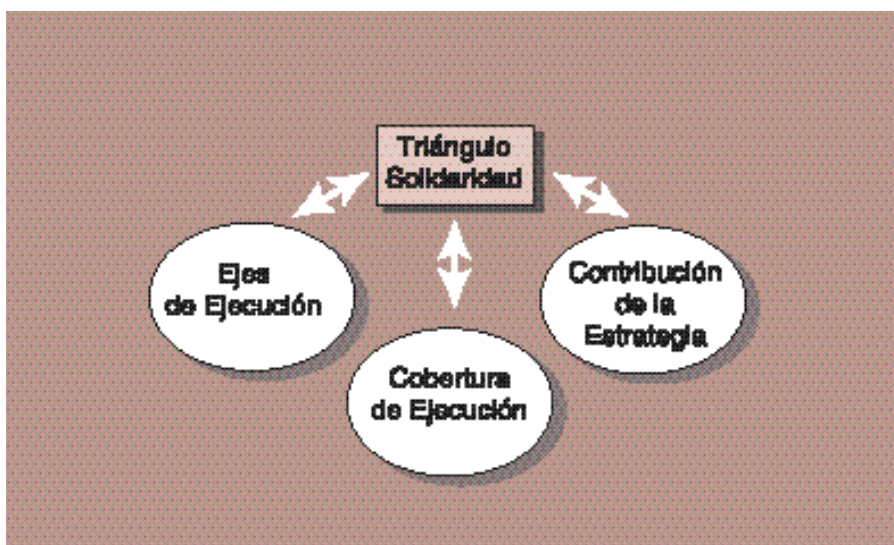 Triángulo
Solidaridad
Ejes
de Ejecución
Contribución
de la
Estrategia
Cobertura
de Ejecución